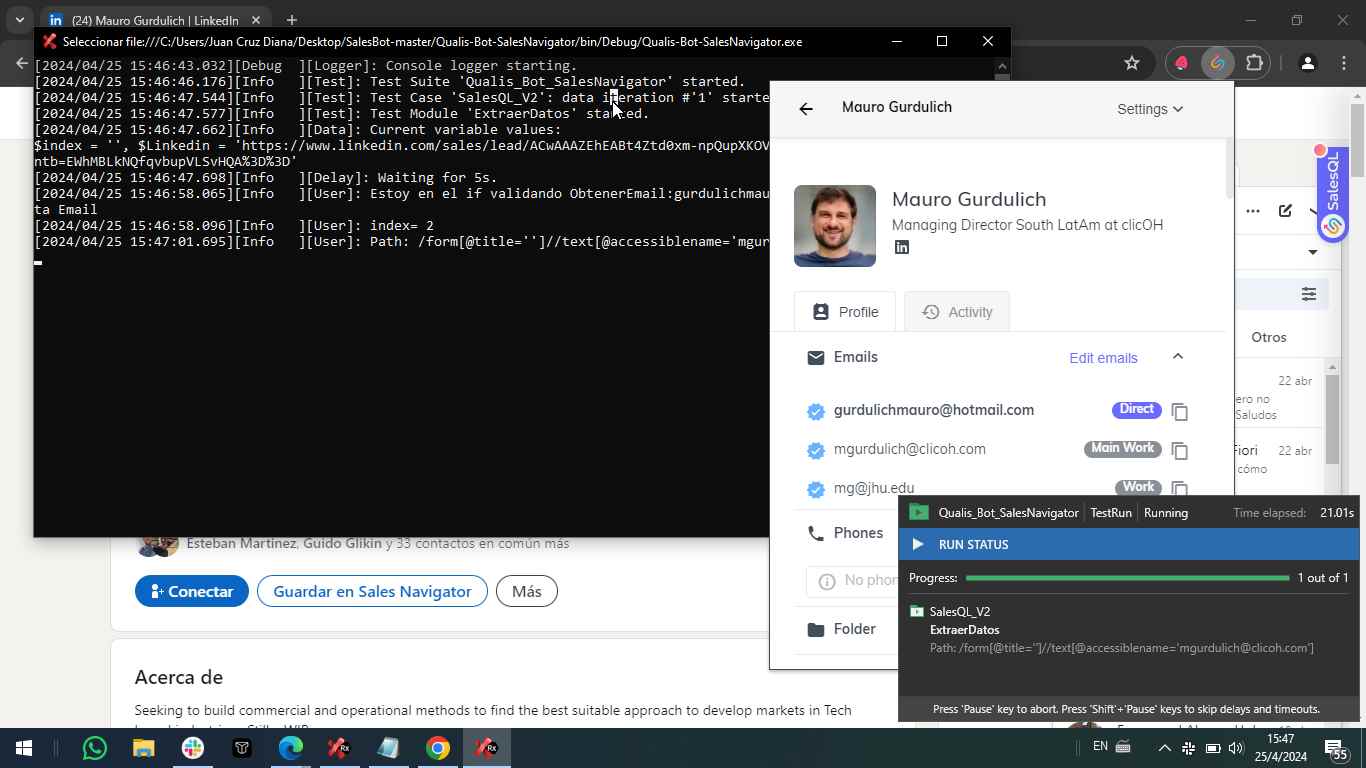 (24) Mauro Gurdulich | LinkedIn
Seleccionar file:///C:/Users/Juan Cruz Diana/Desktop/SalesBot-master/Qualis-Bot-SalesNavigator/bin/Debug/Qualis-Bot-SalesNavigator.exe
[2024/04/25 15:46:43.032][Debug  ][Logger]: Console logger starting.
[2024/04/25 15:46:46.176][Info   ][Test]: Test Suite 'Qualis_Bot_SalesNavigator' started.
[2024/04/25 15:46:47.544][Info   ][Test]: Test Case 'SalesQL_V2': data iteration #'1' starte
[2024/04/25 15:46:47.577][Info   ][Test]: Test Module 'ExtraerDatos' started.
[2024/04/25 15:46:47.662][Info   ][Data]: Current variable values:
$index = '', $Linkedin = 'https://www.linkedin.com/sales/lead/ACwAAAZEhEABt4Ztd0xm-npQupXKOV
ntb=EWhMBLkNQfqvbupVLSvHQA%3D%3D'
[2024/04/25 15:46:47.698][Info   ][Delay]: Waiting for 5s.
[2024/04/25 15:46:58.065][Info   ][User]: Estoy en el if validando ObtenerEmail:gurdulichmau
ta Email
[2024/04/25 15:46:58.096][Info   ][User]: index= 2
[2024/04/25 15:47:01.695][Info   ][User]: Path: /form[@title='']//text[@accessiblename='mgur
Mauro Gurdulich
Settings
Mauro Gurdulich
Managing Director South LatAm at clicOH
Profile
Activity
Emails
Edit emails
gurdulichmauro@hotmail.com
Direct
mgurdulich@clicoh.com
Main Work
mg@jhu.edu
Work
Phones
No phon
Folder
SalesQL
Otros
22 abr
ero no
Saludos
Fiori
22 abr
cómo
Esteban Martinez, Guido Glikin y 33 contactos en común más
Conectar
Guardar en Sales Navigator
Más
Acerca de
Seeking to build commercial and operational methods to find the best suitable approach to develop markets in Tech
Qualis_Bot_SalesNavigator
TestRun
Running
Time elapsed:
21.01s
RUN STATUS
Progress:
1 out of 1
SalesQL_V2
ExtraerDatos
Path: /form[@title='']//text[@accessiblename='mgurdulich@clicoh.com']
Press 'Pause' key to abort. Press 'Shift'+'Pause' keys to skip delays and timeouts.
EN
15:47
25/4/2024
55